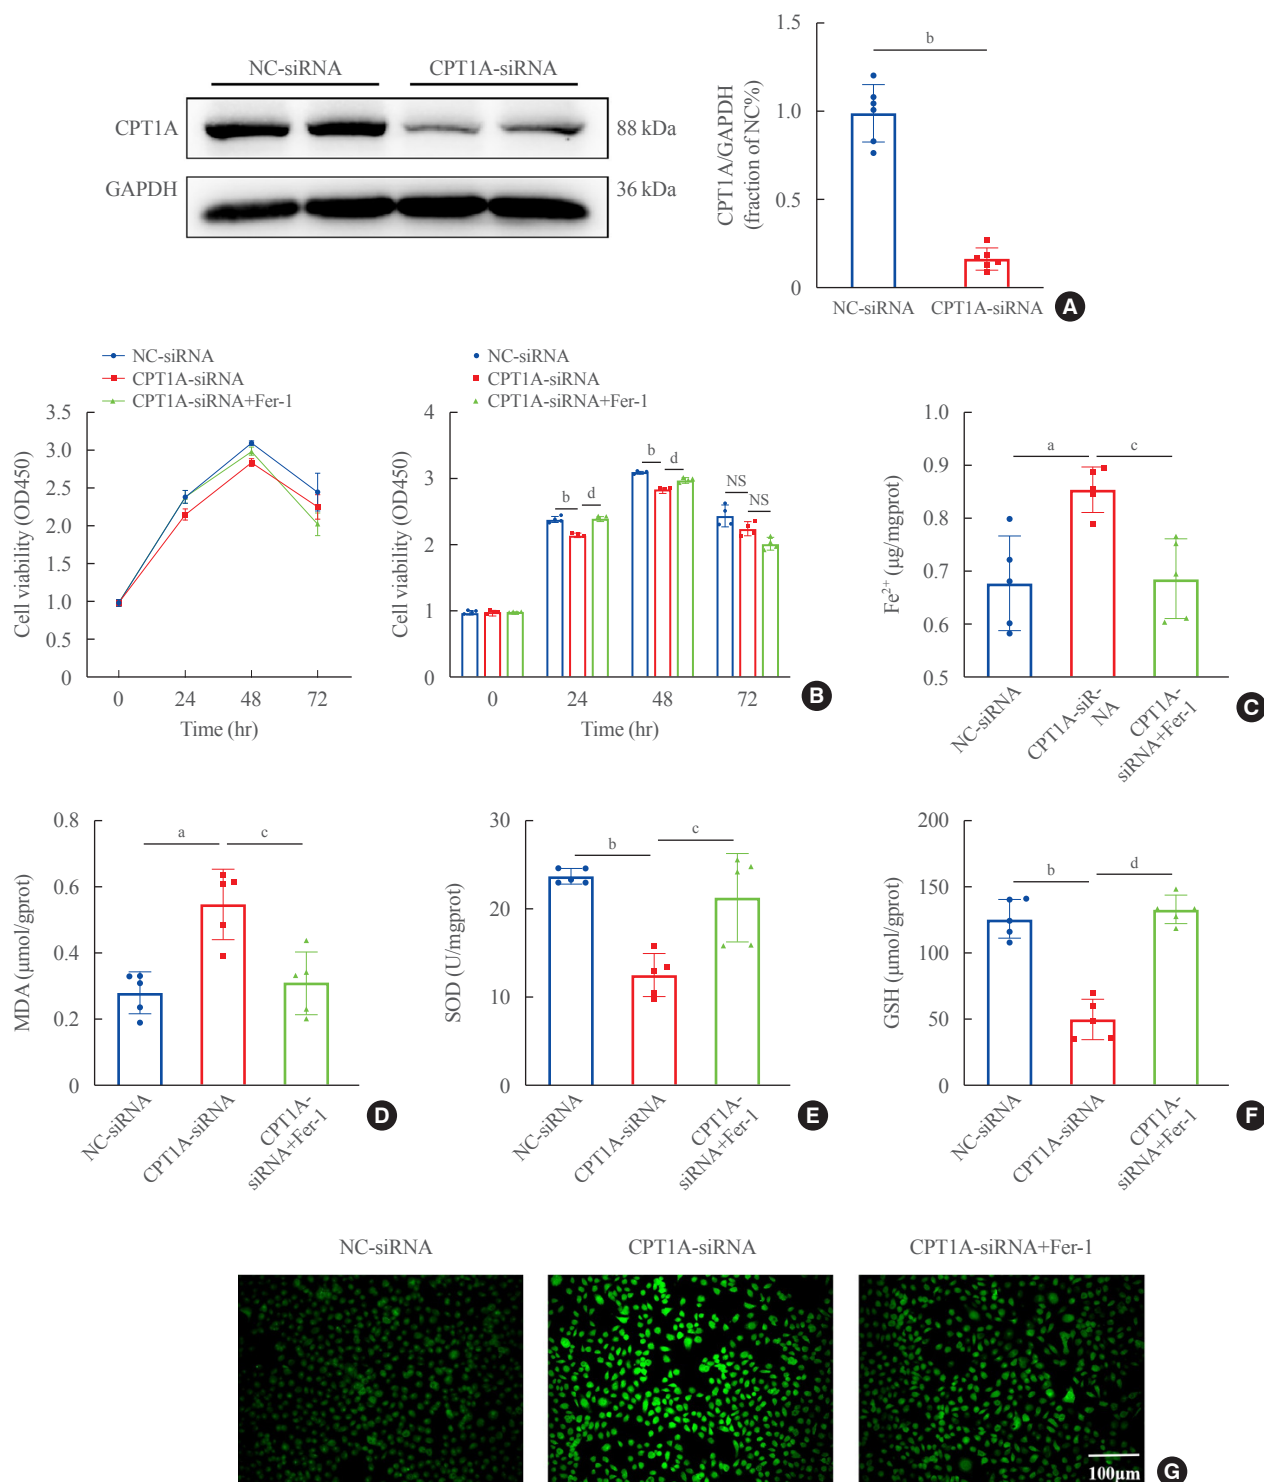 NC-siRNA CPT1A-siRNA
CPT1A 88 kDa
GAPDH 36 kDa
CPT1A/GAPDH
(fraction of NC%)
1.5
1.0
0.5
0
b
NC-siRNA CPT1A-siRNA
A
NC-siRNA
CPT1A-siRNA
CPT1A-siRNA+Fer-1
Cell viability (OD450)
3.5
3.0
2.5
2.0
1.5
1.0
0.5
0
0 24 48 72
Time (hr)
NC-siRNA
CPT1A-siRNA
CPT1A-siRNA+Fer-1
Cell viability (OD450)
4
3
2
1
0
b d
b d
NS NS
0 24 48 72
Time (hr)
B
Fe2+ (μg/mgprot)
1.0
0.9
0.8
0.7
0.6
0.5
a c
NC-siRNA
CPT1A-siR-
NA
CPT1A-
siRNA+Fer-1
C
MDA (μmol/gprot)
0.8
0.6
0.4
0.2
0
a c
NC-siRNA
CPT1A-siRNA
CPT1A-
siRNA+Fer-1
D
SOD (U/mgprot)
30
20
10
0
b c
NC-siRNA
CPT1A-siRNA
CPT1A-
siRNA+Fer-1
E
GSH (μmol/gprot)
200
150
100
50
0
b d
NC-siRNA
CPT1A-siRNA
CPT1A-
siRNA+Fer-1
F
NC-siRNA CPT1A-siRNA CPT1A-siRNA+Fer-1
100μm
G